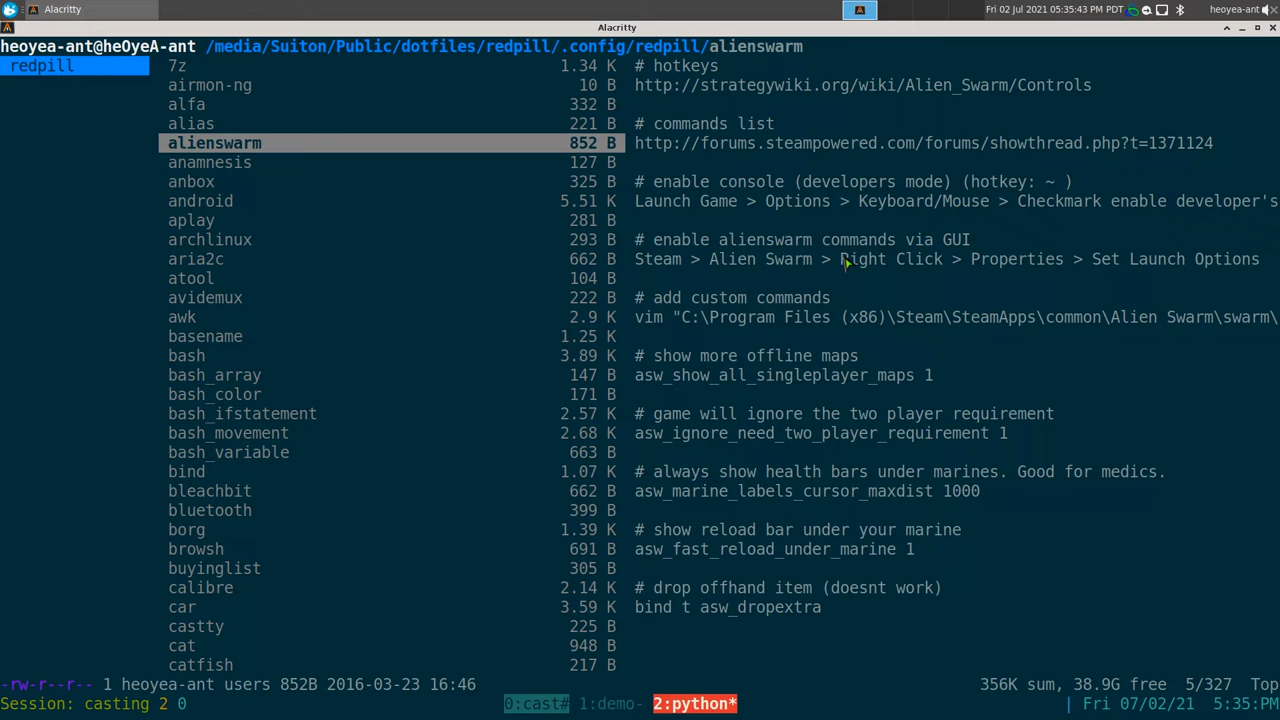 Alacritty
Fri 02 Jul 2021 5:35:43 PM PDT
heoyea-ant
Alacritty
heoyea-ant@heOyeA-ant /media/Suiton/Public/dotfiles/redpill/.config/redpill/alienswarm
redpill
7z 1.34 K
airmon-ng 10 B
alfa 332 B
alias 221 B
alienswarm 852 B
anamnesis 127 B
anbox 325 B
android 5.51 K
aplay 281 B
archlinux 293 B
aria2c 662 B
atool 104 B
avidemux 222 B
awk 2.9 K
basename 1.25 K
bash 3.89 K
bash_array 147 B
bash_color 171 B
bash_ifstatement 2.57 K
bash_movement 2.68 K
bash_variable 663 B
bind 1.07 K
bleachbit 662 B
bluetooth 399 B
borg 1.39 K
browsh 691 B
buyinglist 305 B
calibre 2.14 K
car 3.59 K
castty 225 B
cat 948 B
catfish 217 B
# hotkeys
http://strategywiki.org/wiki/Alien_Swarm/Controls
# commands list
http://forums.steampowered.com/forums/showthread.php?t=1371124
# enable console (developers mode) (hotkey: ~ )
Launch Game > Options > Keyboard/Mouse > Checkmark enable developer's
# enable alienswarm commands via GUI
Steam > Alien Swarm > Right Click > Properties > Set Launch Options
# add custom commands
vim "C:\Program Files (x86)\Steam\SteamApps\common\Alien Swarm\swarm\
# show more offline maps
asw_show_all_singleplayer_maps 1
# game will ignore the two player requirement
asw_ignore_need_two_player_requirement 1
# always show health bars under marines. Good for medics.
asw_marine_labels_cursor_maxdist 1000
# show reload bar under your marine
asw_fast_reload_under_marine 1
# drop offhand item (doesnt work)
bind t asw_dropextra
-rw-r--r-- 1 heoyea-ant users 852B 2016-03-23 16:46
356K sum, 38.9G free 5/327 Top
Session: casting 2 0
0:cast# 1:demo- 2:python*
| Fri 07/02/21 5:35PM